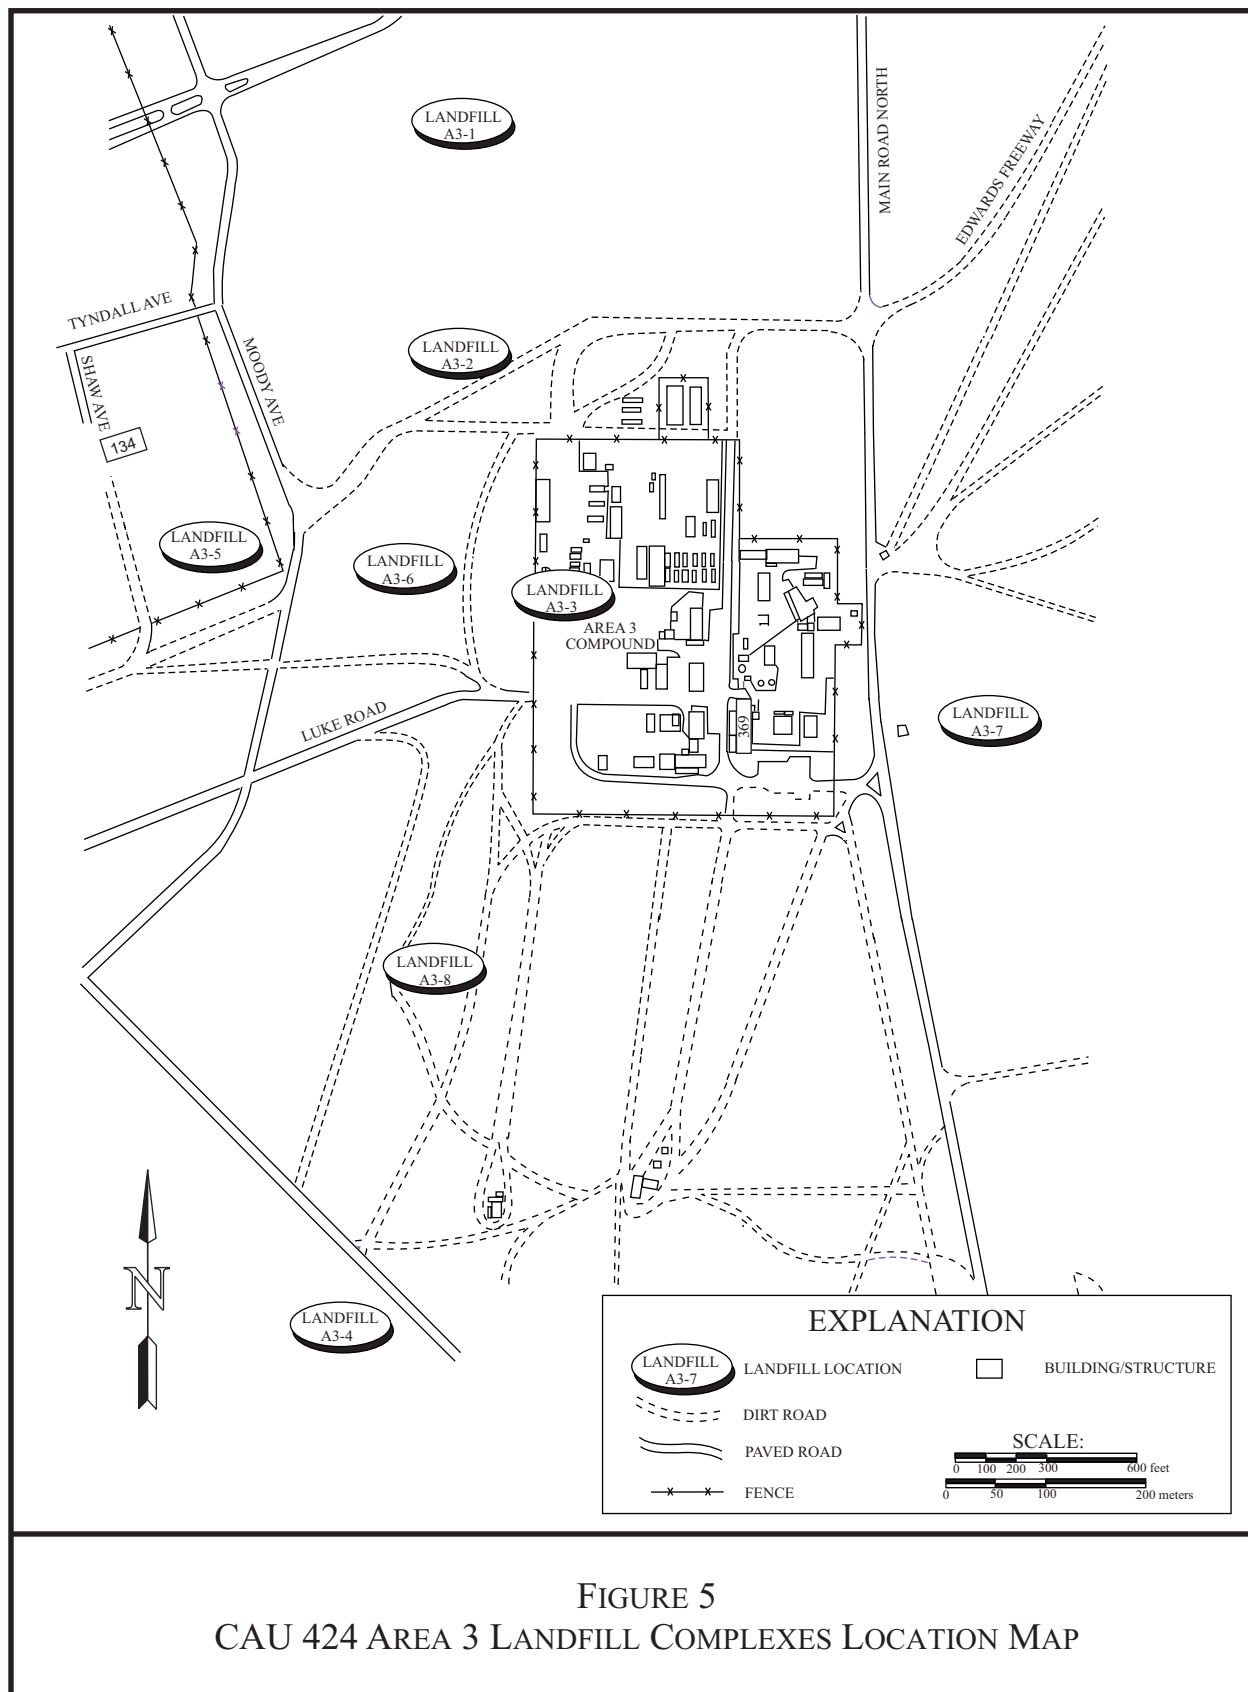 LANDFILL
A3-1
MAIN ROAD NORTH
EDWARDS FREEWAY
TYNDALL AVE
SHAW AVE
MOODY AVE
134
LANDFILL
A3-2
LANDFILL
A3-5
LANDFILL
A3-6
LANDFILL
A3-3
AREA 3
COMPOUND
LUKE ROAD
369
LANDFILL
A3-7
LANDFILL
A3-8
N
LANDFILL
A3-4
EXPLANATION
LANDFILL
A3-7
LANDFILL LOCATION
BUILDING/STRUCTURE
DIRT ROAD
PAVED ROAD
FENCE
SCALE:
0 100 200 300 600 feet
0 50 100 200 meters
FIGURE 5
CAU 424 AREA 3 LANDFILL COMPLEXES LOCATION MAP